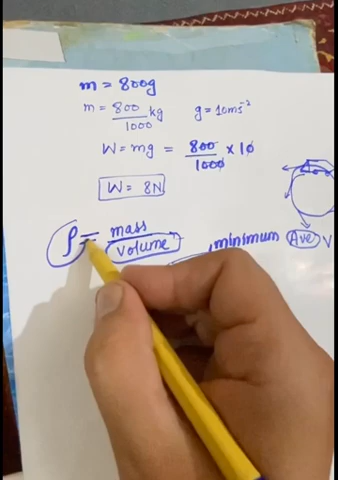 m = 800g
m = 800/1000 kg g = 10ms⁻²
W = mg = 800/1000 × 10
W = 8N
ρ = mass/volume minimum Ave V